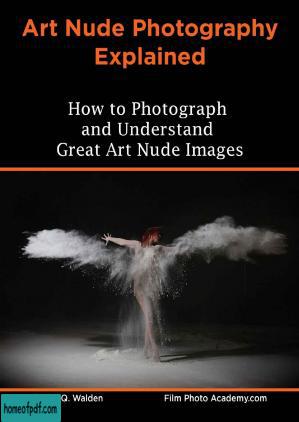 Art Nude Photography
Explained
How to Photograph
and Understand
Great Art Nude Images
Q. Walden
Film Photo Academy.com
homeofpdf.com